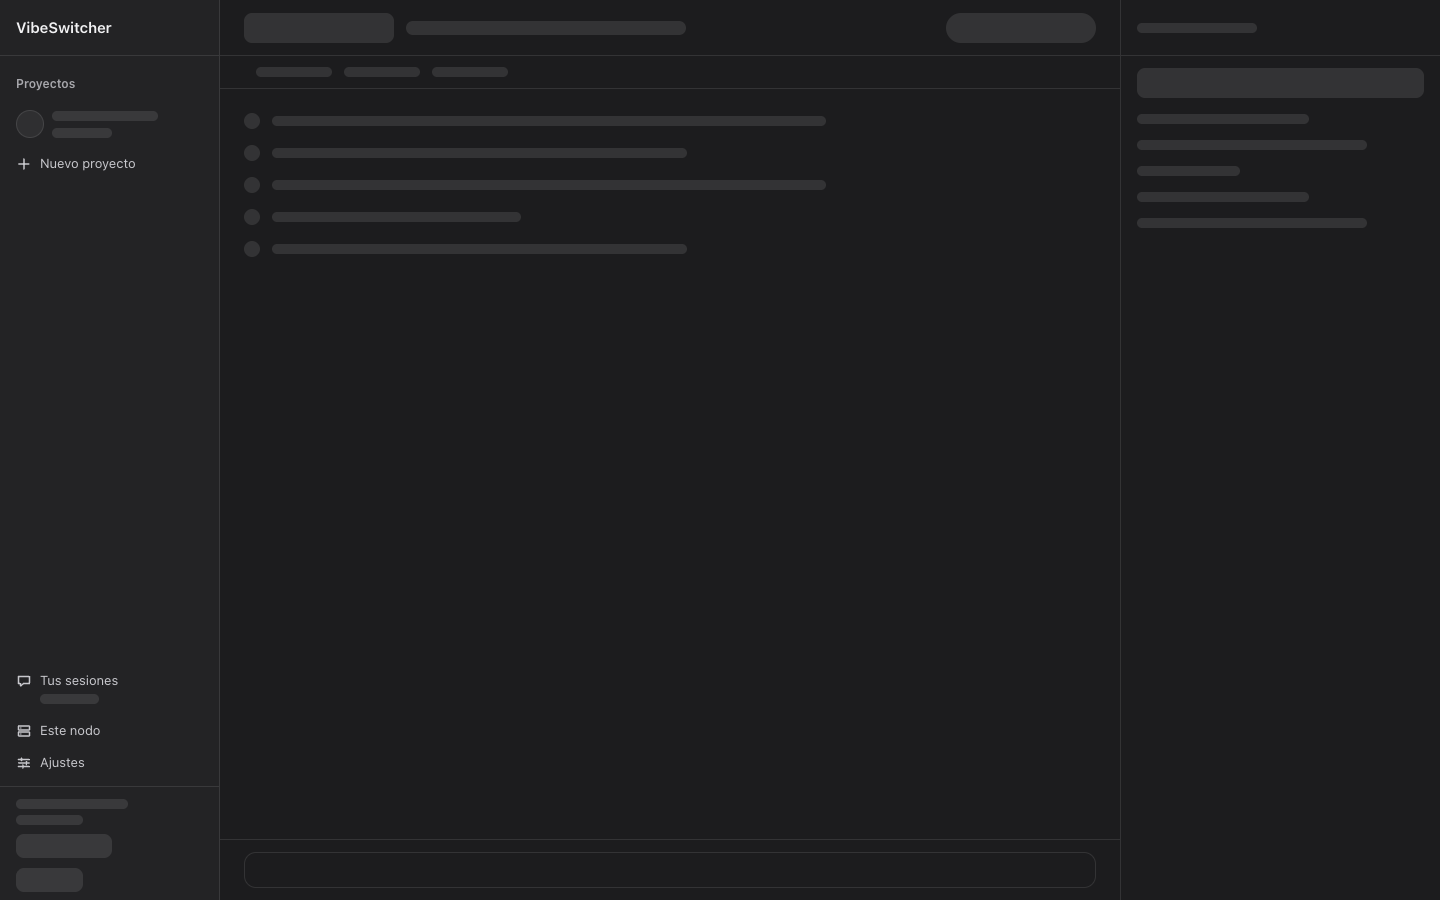 VibeSwitcher
Proyectos
Nuevo proyecto
Tus sesiones
Este nodo
Ajustes